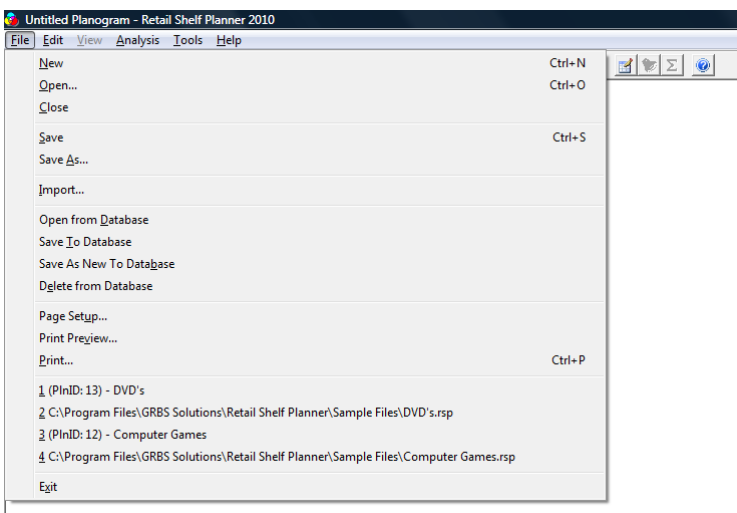 Untitled Planogram - Retail Shelf Planner 2010
File Edit View Analysis Tools Help
New Ctrl+N
Open... Ctrl+O
Close
Save Ctrl+S
Save As...
Import...
Open from Database
Save To Database
Save As New To Database
Delete from Database
Page Setup...
Print Preview...
Print... Ctrl+P
1 (PlnID: 13) - DVD's
2 C:\Program Files\GRBS Solutions\Retail Shelf Planner\Sample Files\DVD's.rsp
3 (PlnID: 12) - Computer Games
4 C:\Program Files\GRBS Solutions\Retail Shelf Planner\Sample Files\Computer Games.rsp
Exit